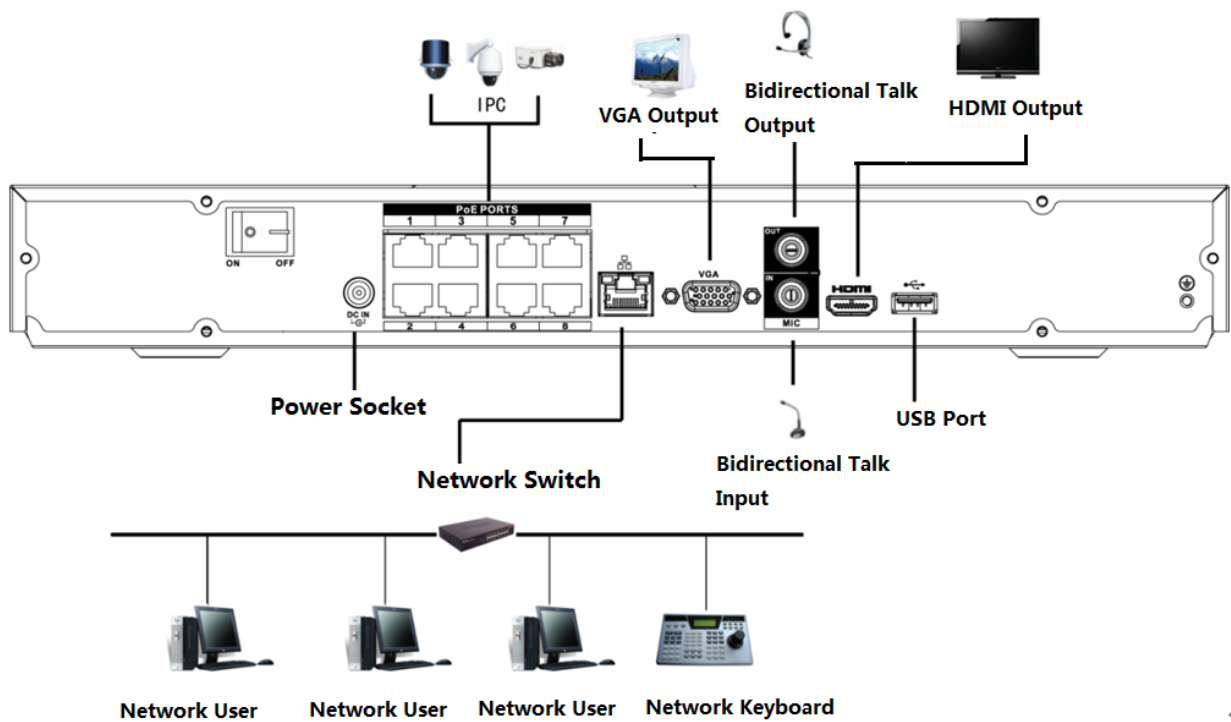 IPC
VGA Output
Bidirectional Talk
Output
HDMI Output
PoE PORTS
1 3 5 7
ON OFF
DC IN
2 4 6 8
VGA
OUT
IN
MIC
HDMI
Power Socket
Network Switch
Bidirectional Talk
Input
USB Port
Network User
Network User
Network User
Network Keyboard